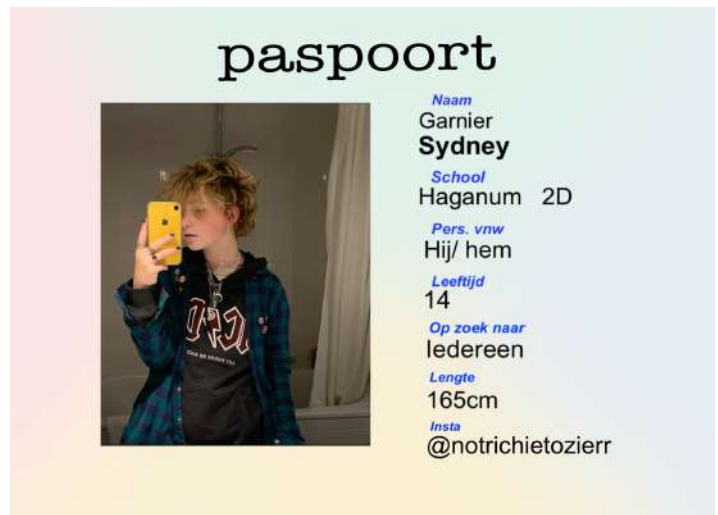 paspoort
Naam
Garnier
Sydney
School
Haganum 2D
Pers. vnw
Hij/ hem
Leeftijd
14
Op zoek naar
Iedereen
Lengte
165cm
Insta
@notrichietozierr